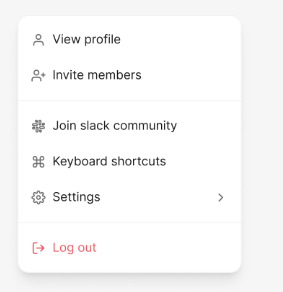 View profile
Invite members
Join slack community
Keyboard shortcuts
Settings
Log out